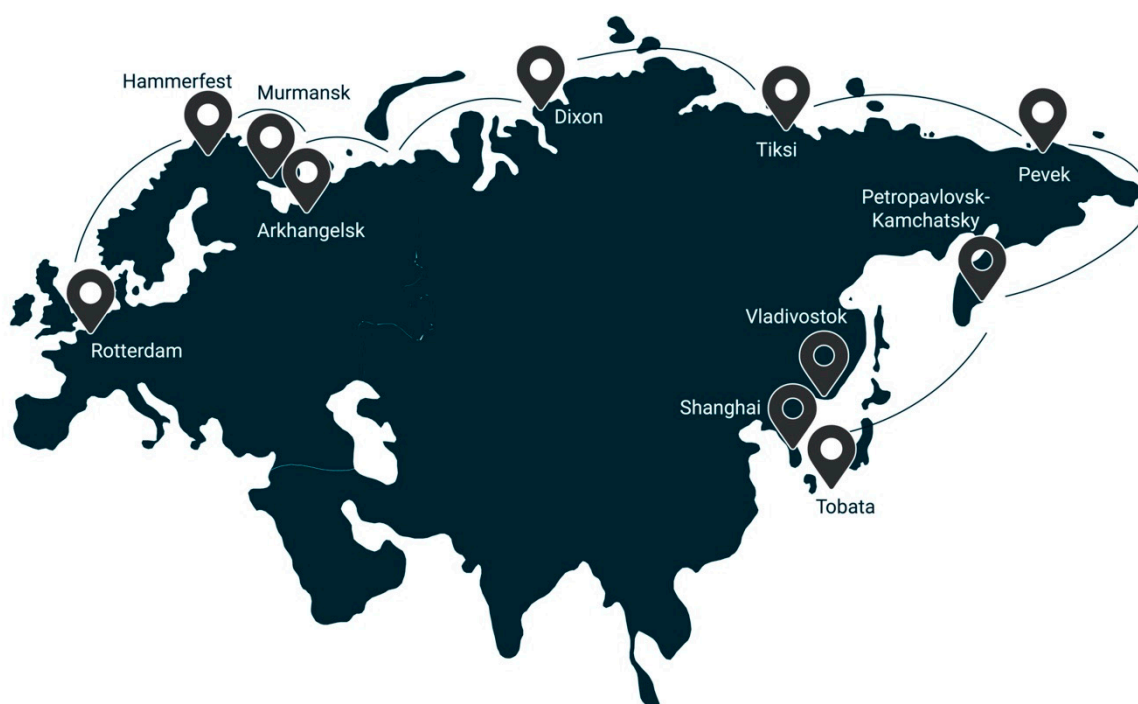 Hammerfest
Murmansk
Dixon
Tiksi
Pevek
Petropavlovsk-
Kamchatsky
Arkhangelsk
Rotterdam
Vladivostok
Shanghai
Tobata